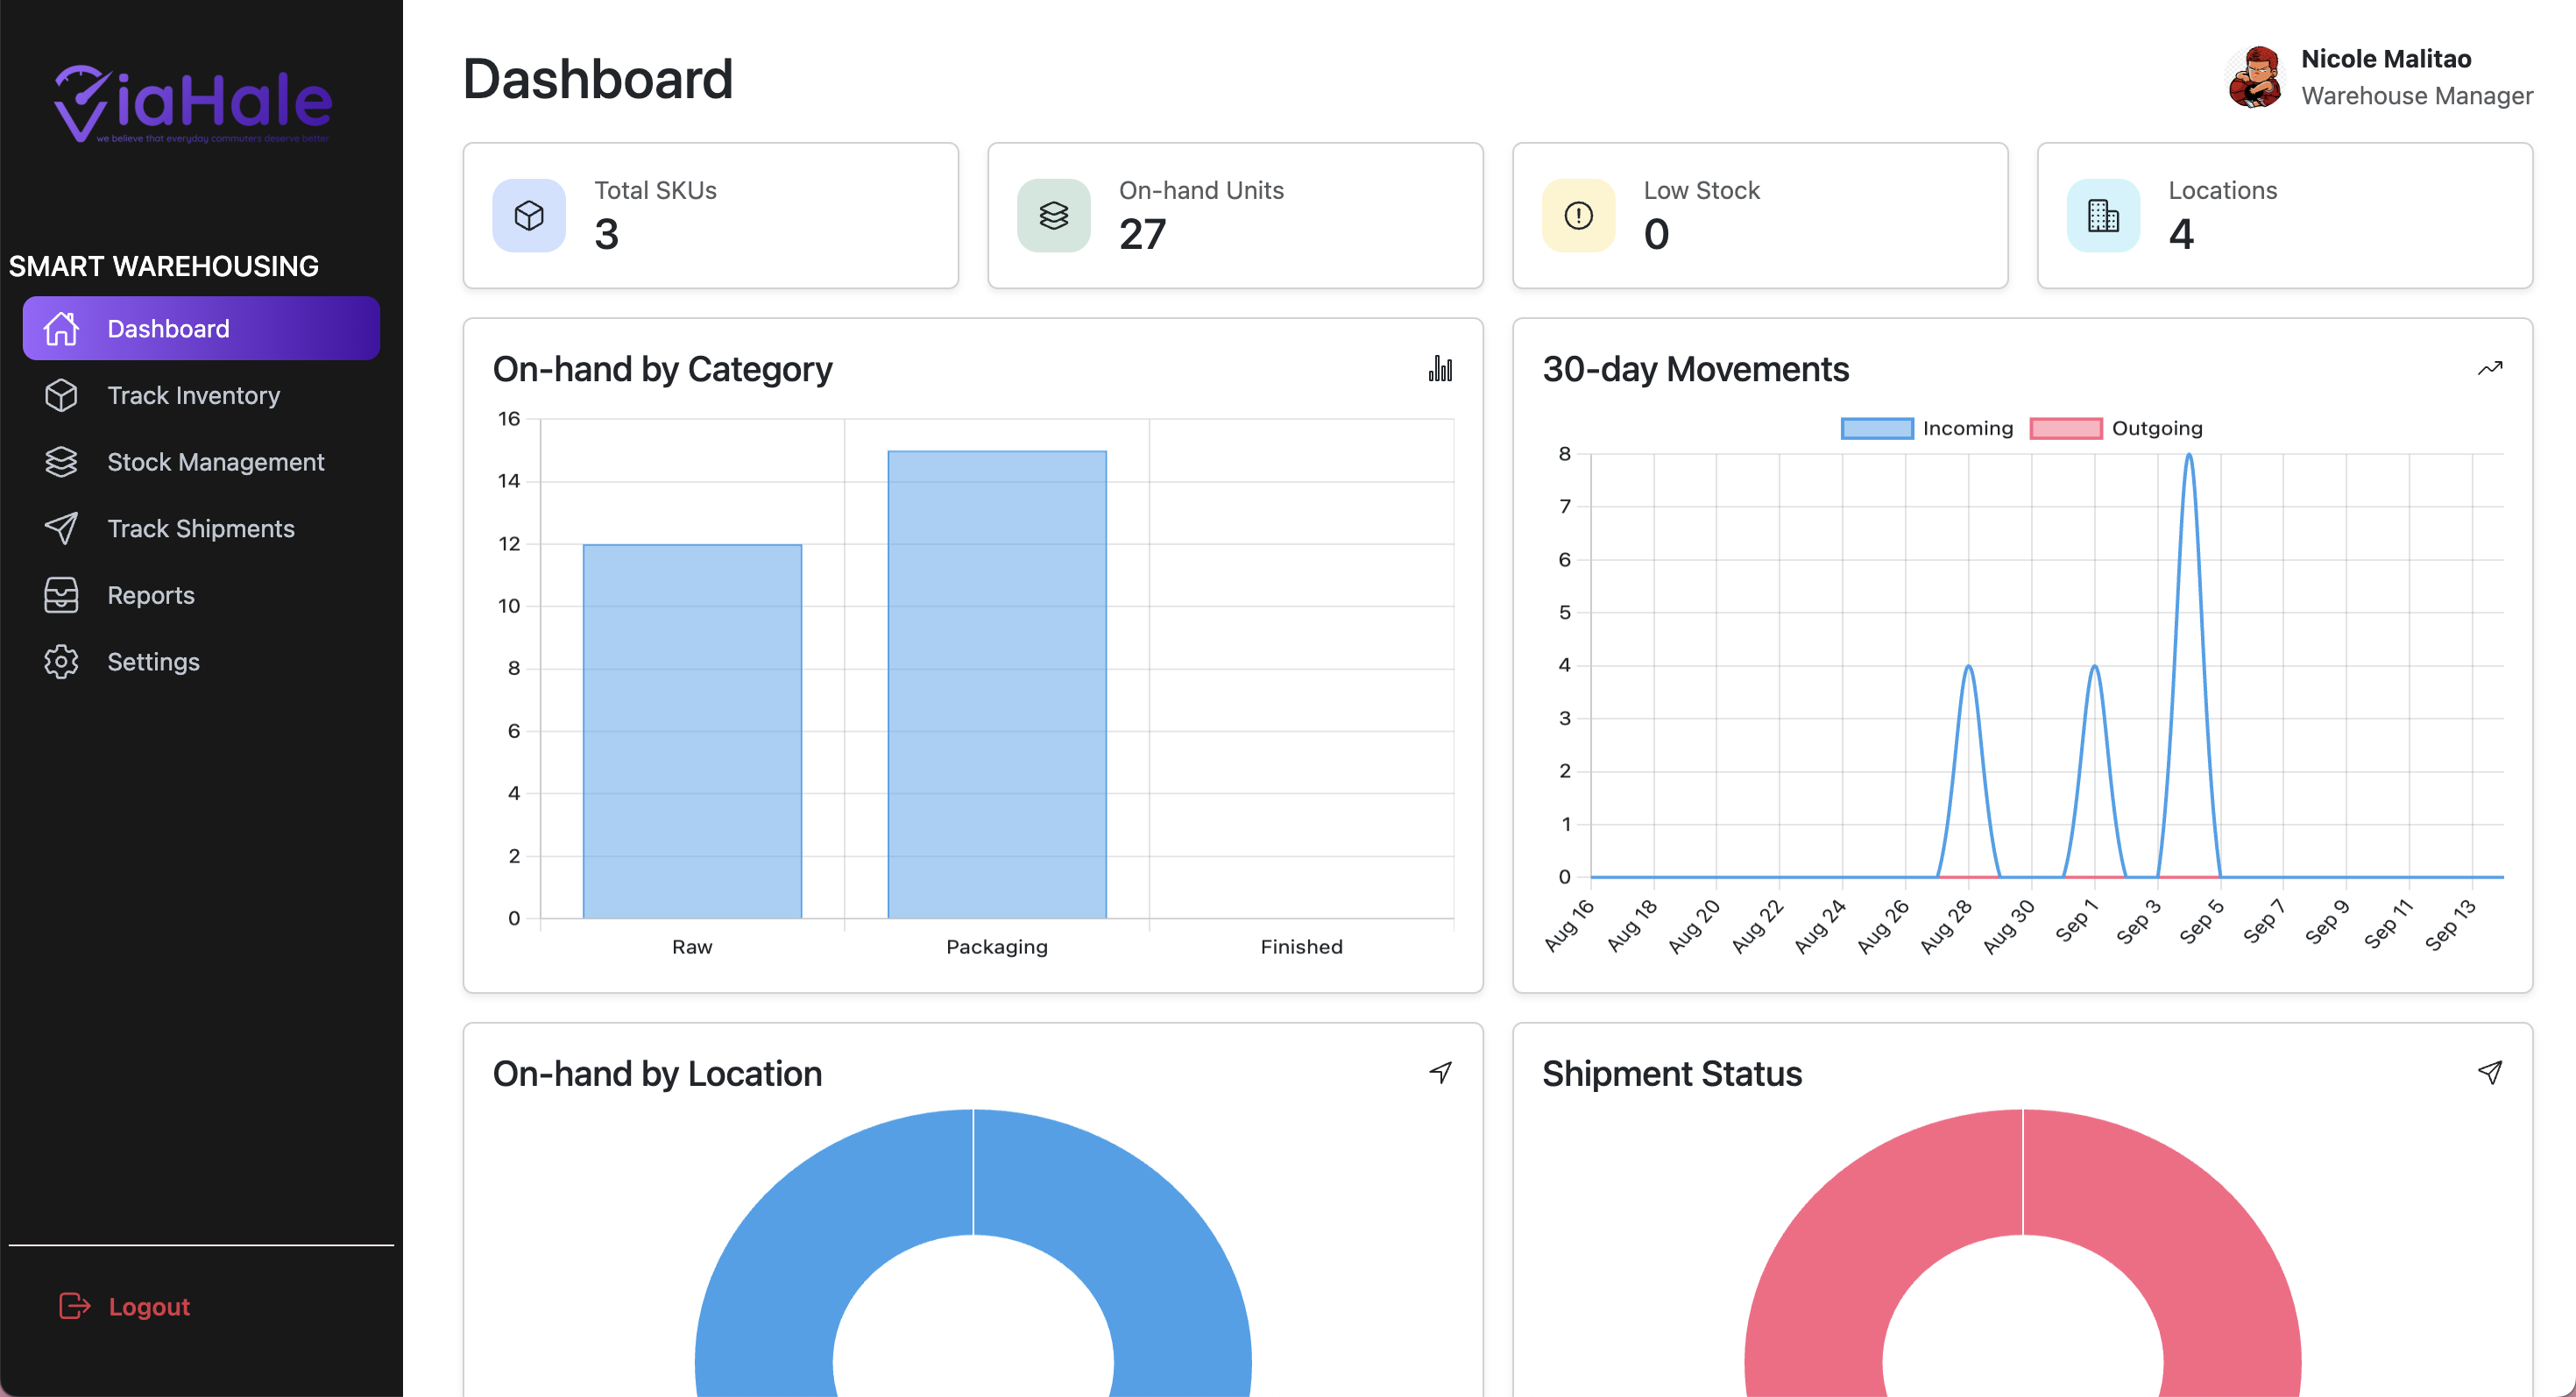 ViaHale
we believe that everyday commuters deserve better
SMART WAREHOUSING
Dashboard
Track Inventory
Stock Management
Track Shipments
Reports
Settings
Logout
Dashboard
Nicole Malitao
Warehouse Manager
Total SKUs
3
On-hand Units
27
Low Stock
0
Locations
4
On-hand by Category
16
14
12
10
8
6
4
2
0
Raw Packaging Finished
30-day Movements
Incoming Outgoing
8
7
6
5
4
3
2
1
0
Aug 16 Aug 18 Aug 20 Aug 22 Aug 24 Aug 26 Aug 28 Aug 30 Sep 1 Sep 3 Sep 5 Sep 7 Sep 9 Sep 11 Sep 13
On-hand by Location
Shipment Status